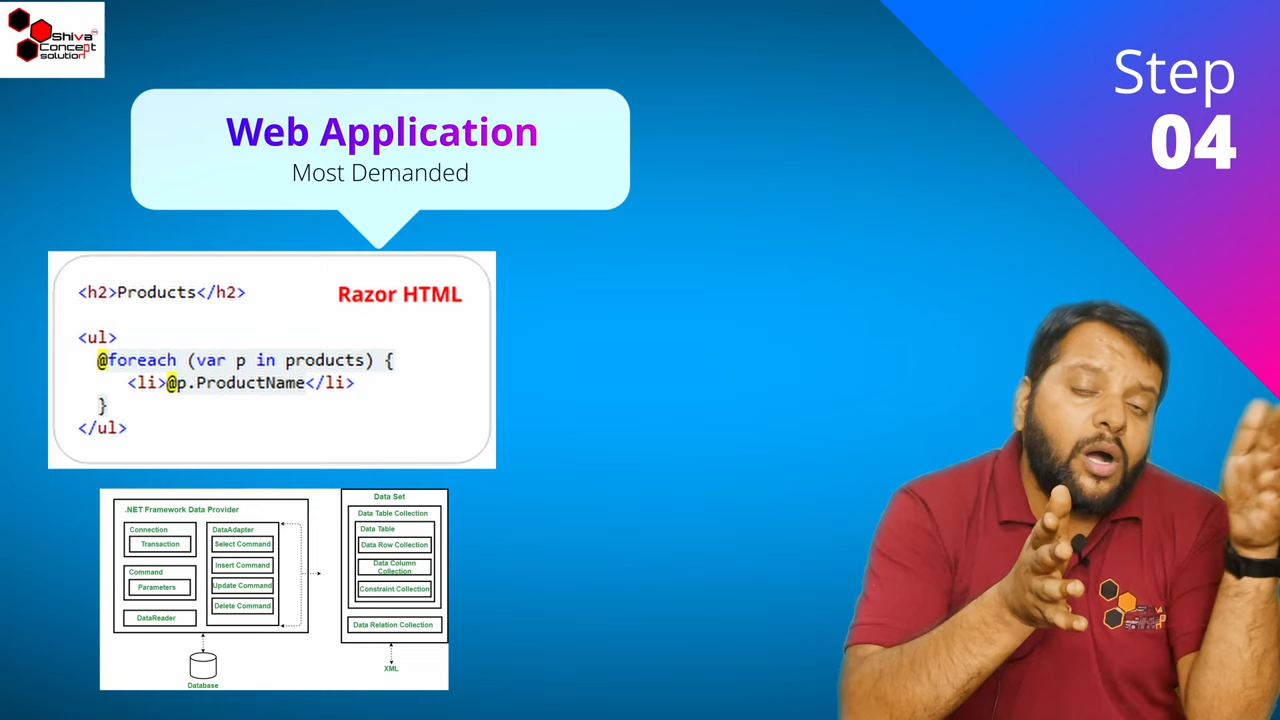 Shiva
Concept
solution
Step
04
Web Application
Most Demanded
<h2>Products</h2>
Razor HTML
<ul>
@foreach (var p in products) {
<li>@p.ProductName</li>
}
</ul>
.NET Framework Data Provider
Connection
Transaction
Command
Parameters
DataReader
DataAdapter
Select Command
Insert Command
Update Command
Delete Command
Database
Data Set
Data Table Collection
Data Table
Data Row Collection
Data Column
Collection
Constraint Collection
Data Relation Collection
XML